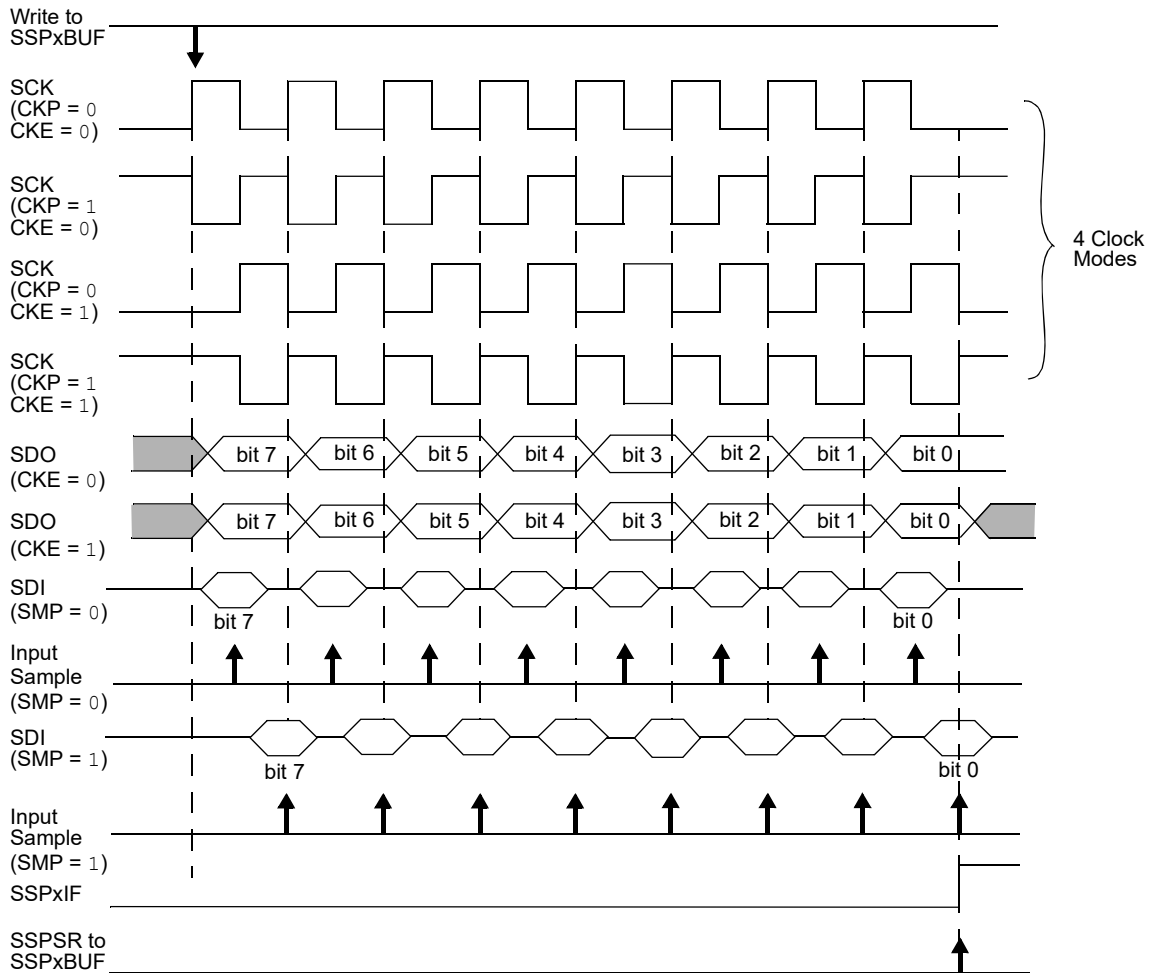 Write to
SSPxBUF
SCK
(CKP = 0
CKE = 0)
SCK
(CKP = 1
CKE = 0)
SCK
(CKP = 0
CKE = 1)
SCK
(CKP = 1
CKE = 1)
4 Clock
Modes
SDO
(CKE = 0)
bit 7 bit 6 bit 5 bit 4 bit 3 bit 2 bit 1 bit 0
SDO
(CKE = 1)
bit 7 bit 6 bit 5 bit 4 bit 3 bit 2 bit 1 bit 0
SDI
(SMP = 0)
bit 7 bit 0
Input
Sample
(SMP = 0)
SDI
(SMP = 1)
bit 7 bit 0
Input
Sample
(SMP = 1)
SSPxIF
SSPSR to
SSPxBUF